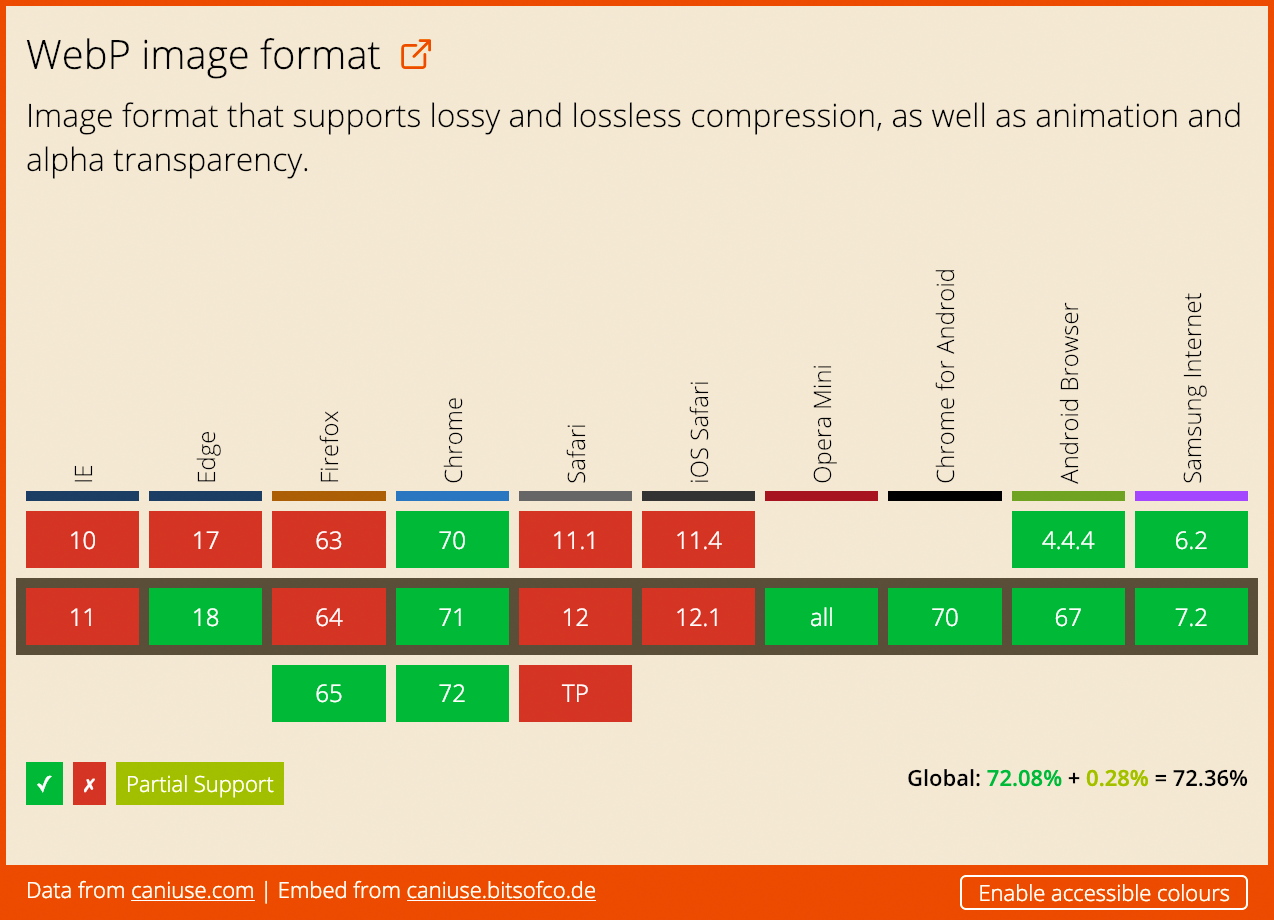 WebP image format
Image format that supports lossy and lossless compression, as well as animation and
alpha transparency.
IE Edge Firefox Chrome Safari iOS Safari Opera Mini Chrome for Android Android Browser Samsung Internet
10 17 63 70 11.1 11.4 4.4.4 6.2
11 18 64 71 12 12.1 all 70 67 7.2
65 72 TP
✓ ✗ Partial Support
Global: 72.08% + 0.28% = 72.36%
Data from caniuse.com | Embed from caniuse.bitsofco.de
Enable accessible colours